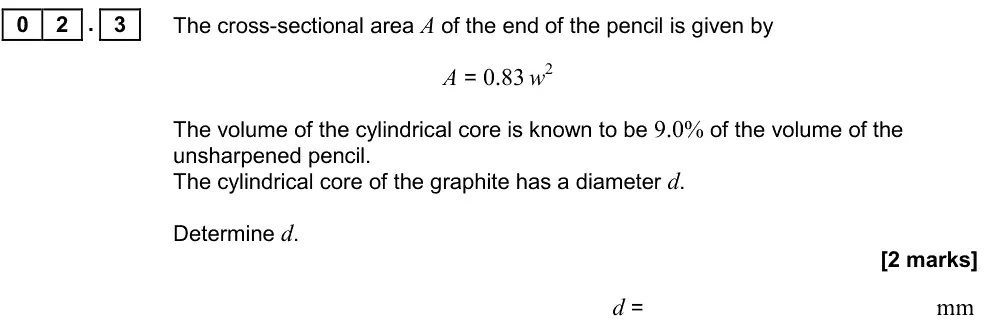 0 2 . 3 The cross-sectional area A of the end of the pencil is given by
A = 0.83 w²
The volume of the cylindrical core is known to be 9.0% of the volume of the
unsharpened pencil.
The cylindrical core of the graphite has a diameter d.
Determine d.
[2 marks]
d = mm